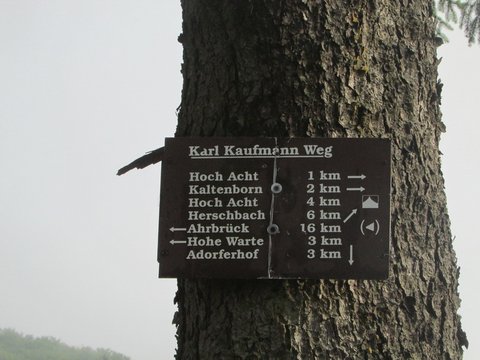 Karl Kaufmann Weg
Hoch Acht 1 km →
Kaltenborn 2 km →
Hoch Acht 4 km
Herschbach 6 km ↗
← Ahrbrück 16 km
← Hohe Warte 3 km
Adorferhof 3 km ↓